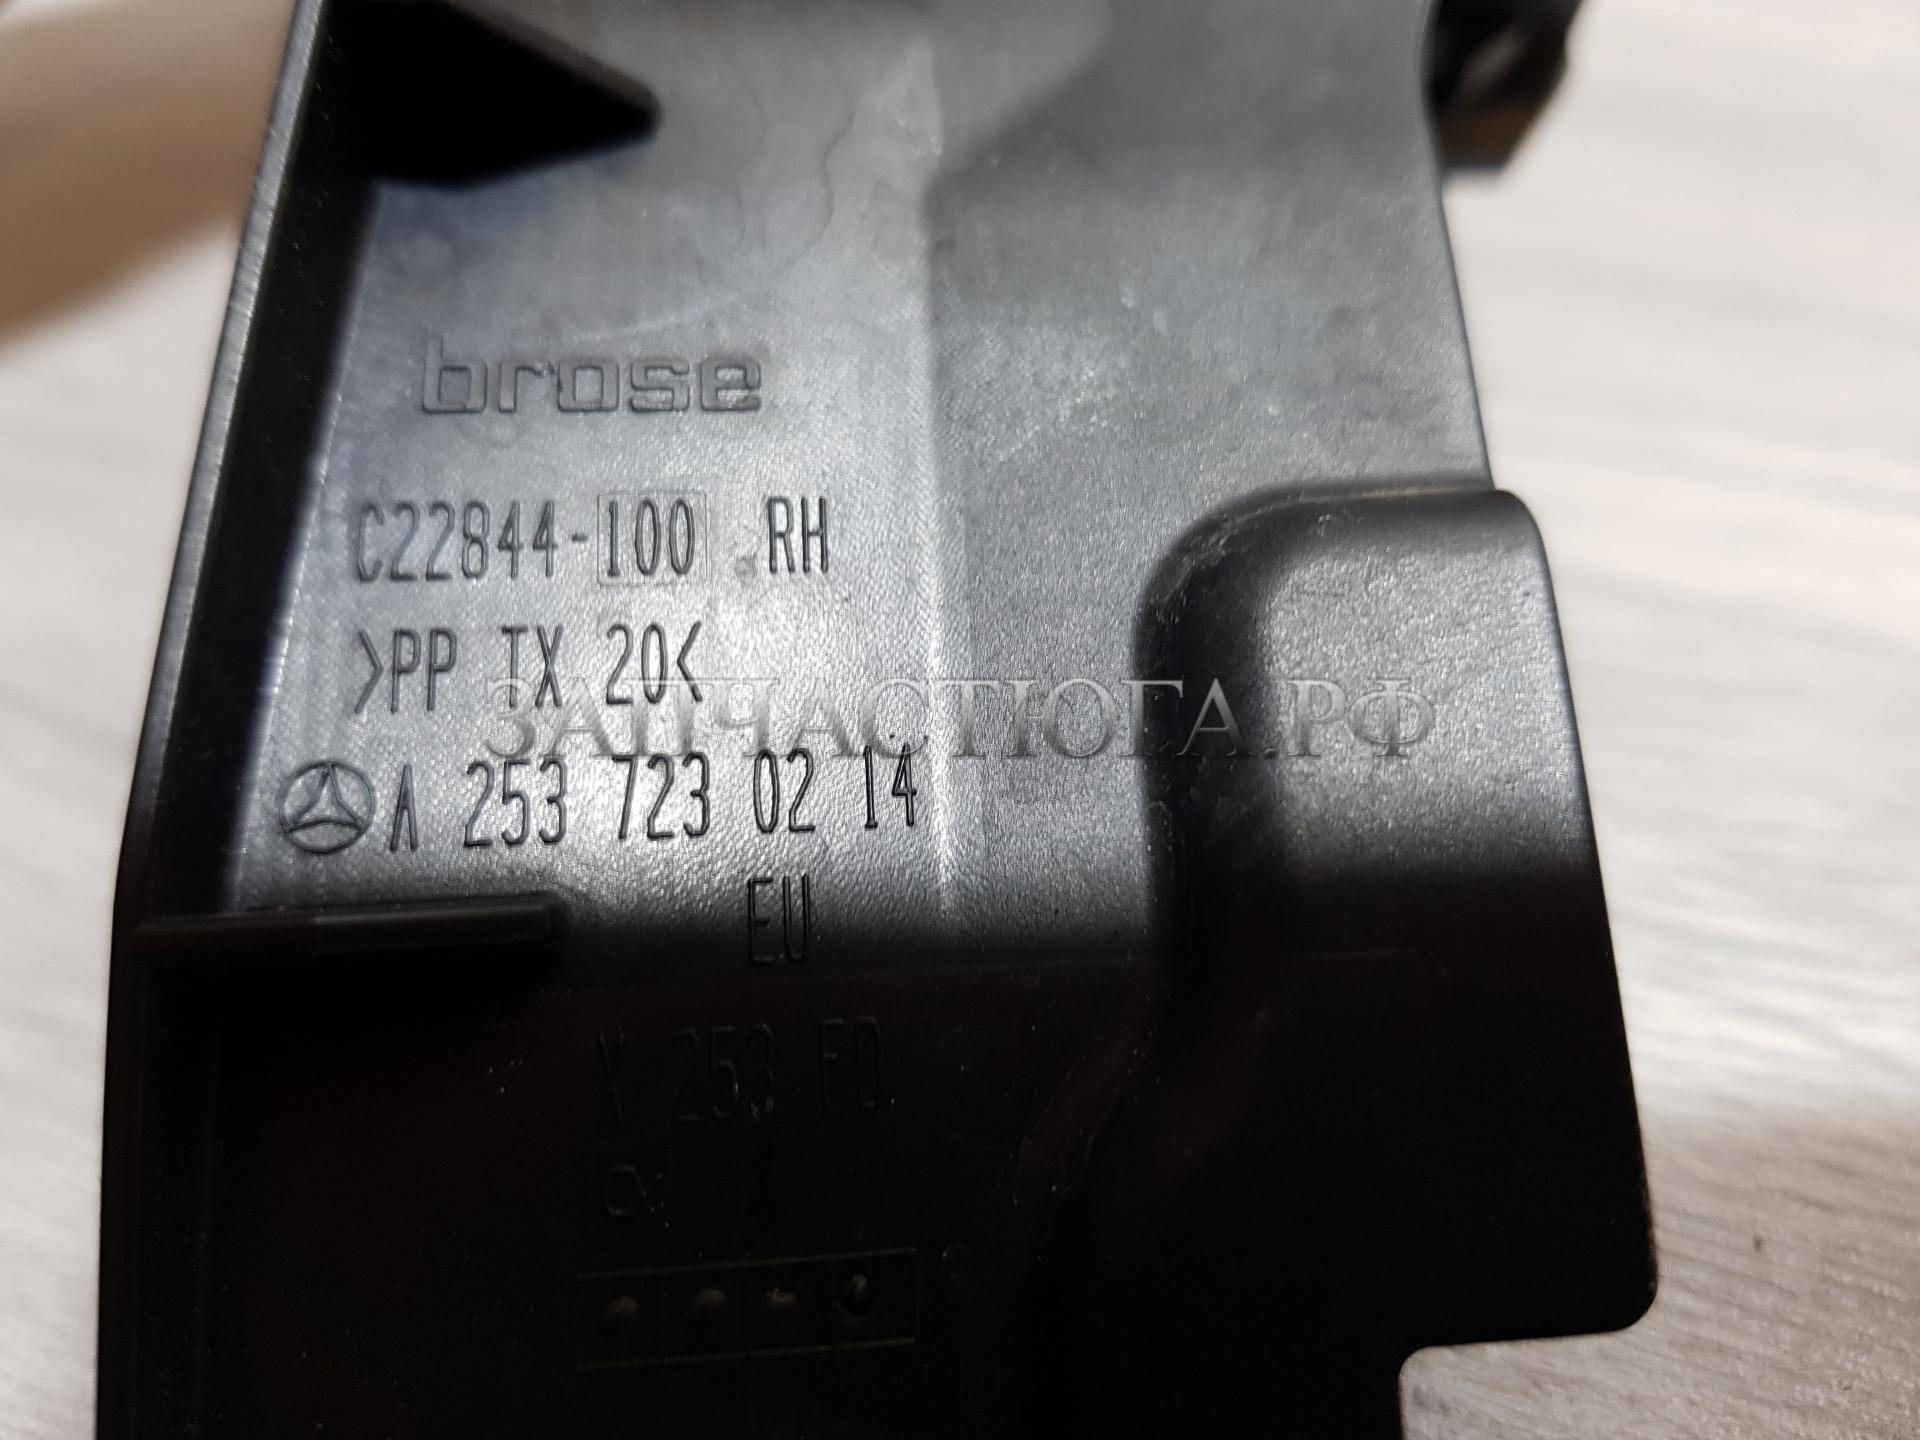 brose
C22844-100 RH
>PP TX 20<
ЗАПЧАСТЮГА.РФ
A 253 723 02 14
EU
X 253 FD